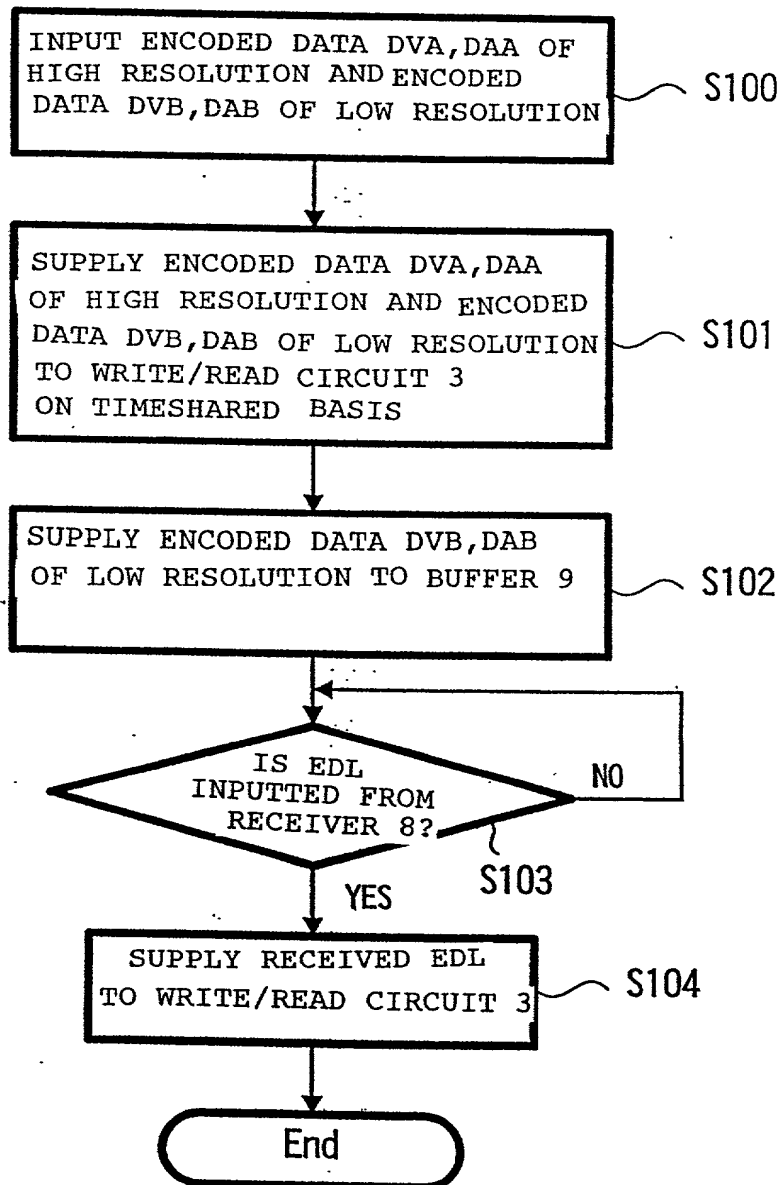 INPUT ENCODED DATA DVA,DAA OF
HIGH RESOLUTION AND ENCODED
DATA DVB,DAB OF LOW RESOLUTION
S100
SUPPLY ENCODED DATA DVA,DAA
OF HIGH RESOLUTION AND ENCODED
DATA DVB,DAB OF LOW RESOLUTION
TO WRITE/READ CIRCUIT 3
ON TIMESHARED BASIS
S101
SUPPLY ENCODED DATA DVB,DAB
OF LOW RESOLUTION TO BUFFER 9
S102
IS EDL
INPUTTED FROM
RECEIVER 8?
NO
S103
YES
SUPPLY RECEIVED EDL
TO WRITE/READ CIRCUIT 3
S104
End